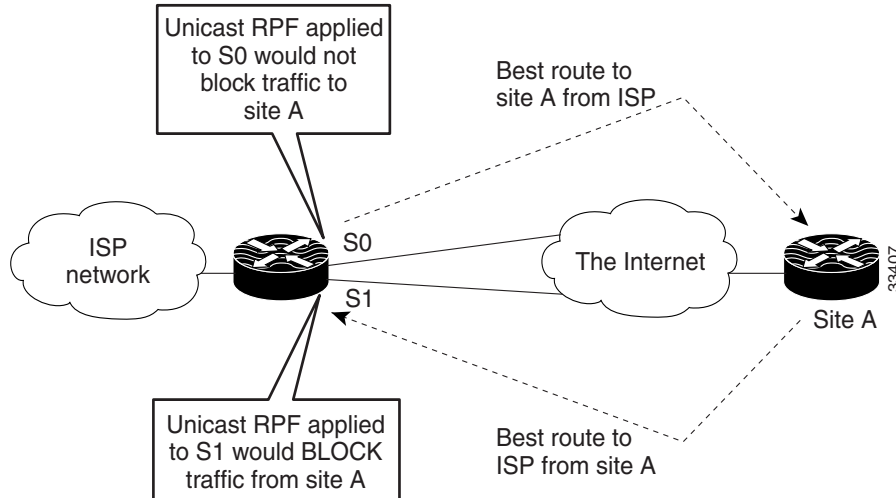 Unicast RPF applied
to S0 would not
block traffic to
site A
Best route to
site A from ISP
ISP
network
S0
S1
The Internet
Site A
33407
Unicast RPF applied
to S1 would BLOCK
traffic from site A
Best route to
ISP from site A